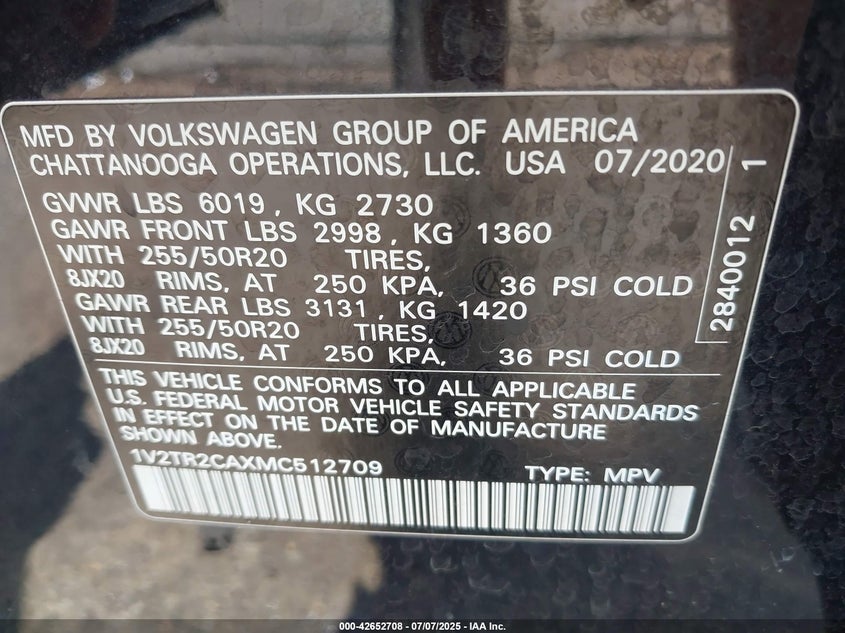 MFD BY VOLKSWAGEN GROUP OF AMERICA
CHATTANOOGA OPERATIONS, LLC. USA 07/2020
GVWR LBS 6019, KG 2730
GAWR FRONT LBS 2998, KG 1360
WITH 255/50R20 TIRES,
8JX20 RIMS, AT 250 KPA, 36 PSI COLD
GAWR REAR LBS 3131, KG 1420
WITH 255/50R20 TIRES,
8JX20 RIMS, AT 250 KPA, 36 PSI COLD
2840012 1
THIS VEHICLE CONFORMS TO ALL APPLICABLE
U.S. FEDERAL MOTOR VEHICLE SAFETY STANDARDS
IN EFFECT ON THE DATE OF MANUFACTURE
SHOWN ABOVE.
1V2TR2CAXMC512709 TYPE: MPV
000-42652708 - 07/07/2025 - IAA Inc.